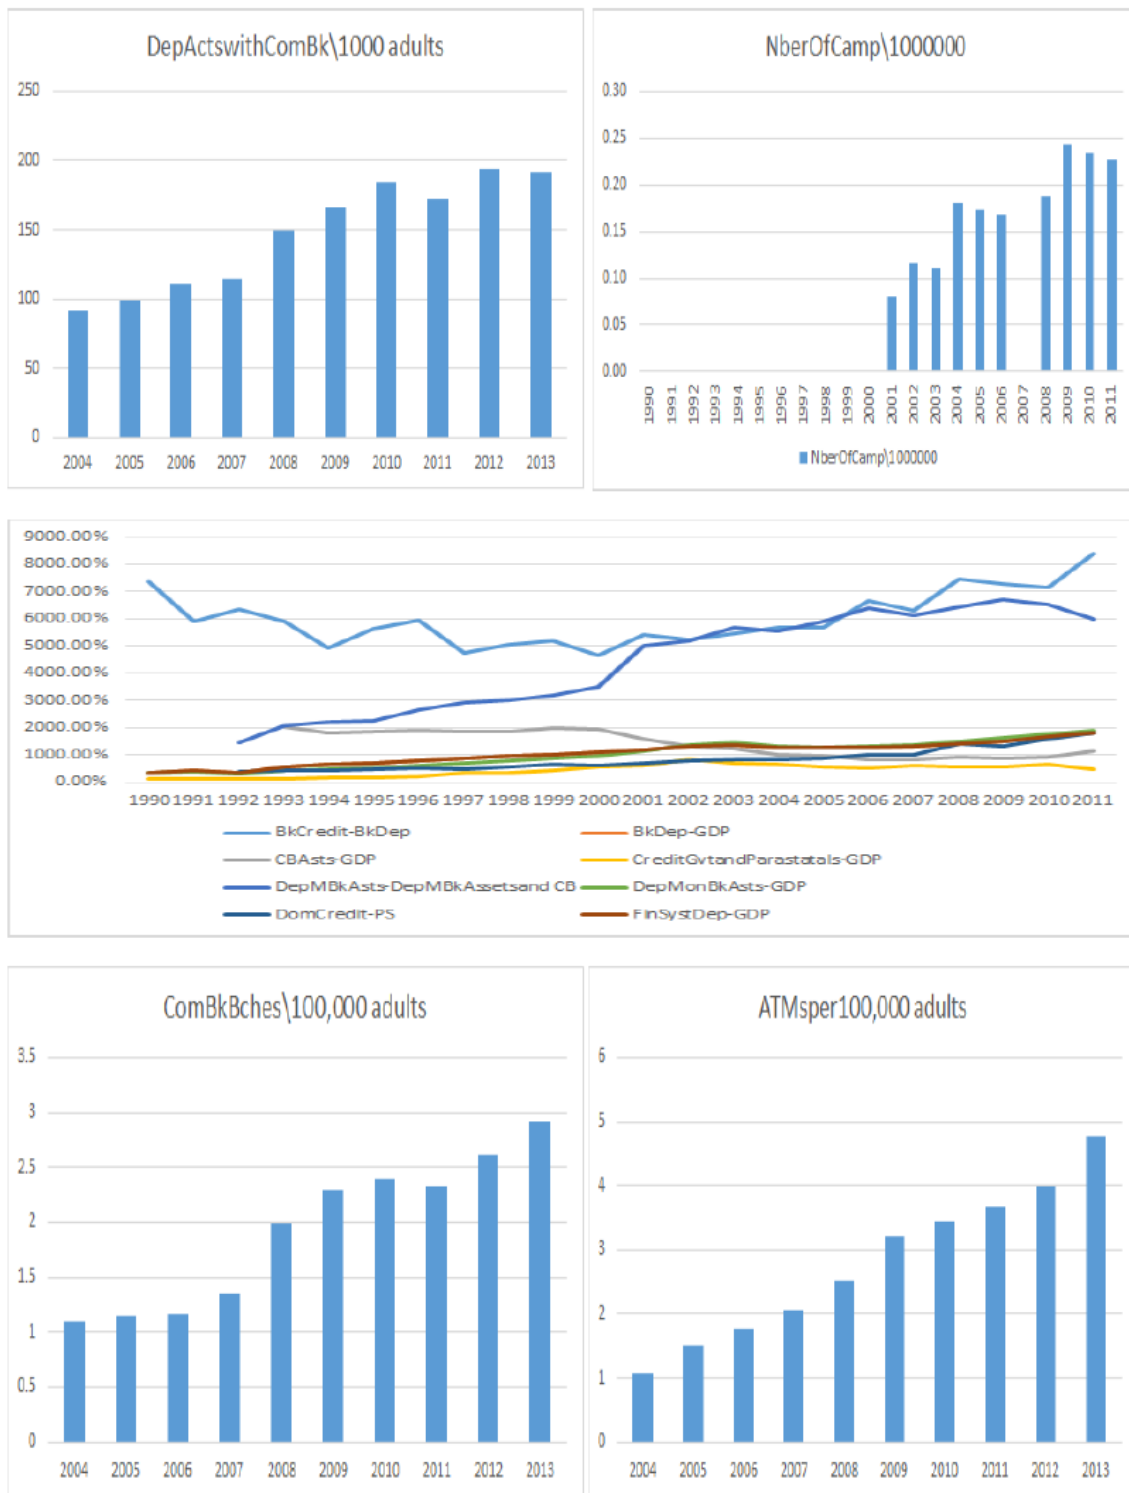 DepActswithComBk\1000 adults
250
200
150
100
50
0
2004 2005 2006 2007 2008 2009 2010 2011 2012 2013
NberOfCamp\1000000
0.30
0.25
0.20
0.15
0.10
0.05
0.00
1990 1991 1992 1993 1994 1995 1996 1997 1998 1999 2000 2001 2002 2003 2004 2005 2006 2007 2008 2009 2010 2011
NberOfCamp\1000000
9000.00%
8000.00%
7000.00%
6000.00%
5000.00%
4000.00%
3000.00%
2000.00%
1000.00%
0.00%
1990 1991 1992 1993 1994 1995 1996 1997 1998 1999 2000 2001 2002 2003 2004 2005 2006 2007 2008 2009 2010 2011
BkCredit-BkDep BkDep-GDP
CBAsts-GDP CreditGvtandParastatals-GDP
DepMBkAsts-DepMBkAssetsand CB DepMonBkAsts-GDP
DomCredit-PS FinSystDep-GDP
ComBkBches\100,000 adults
3.5
3
2.5
2
1.5
1
0.5
0
2004 2005 2006 2007 2008 2009 2010 2011 2012 2013
ATMsper100,000 adults
6
5
4
3
2
1
0
2004 2005 2006 2007 2008 2009 2010 2011 2012 2013